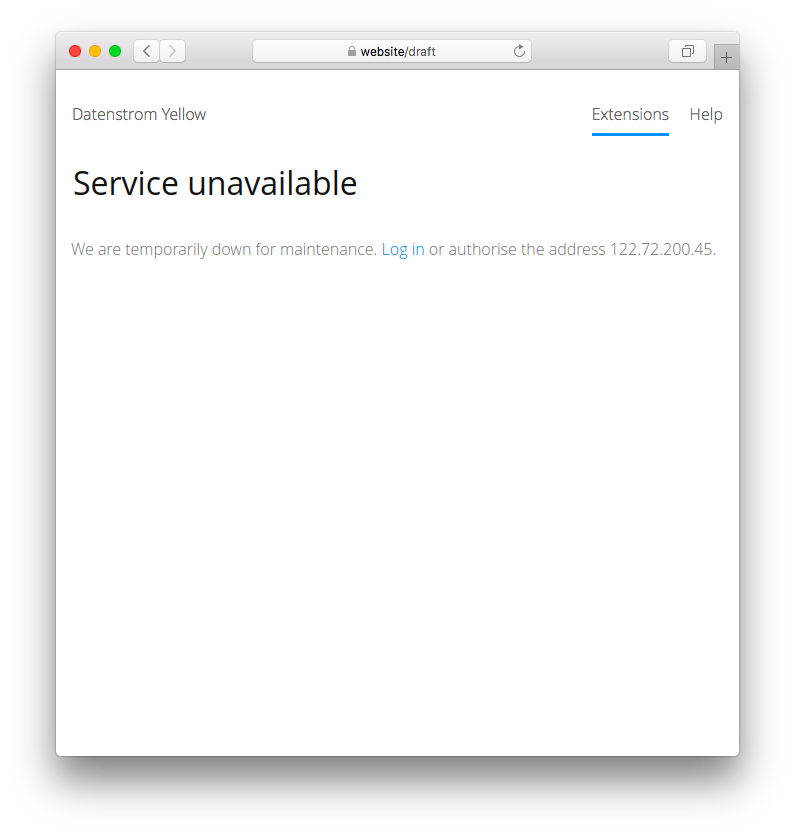 website/draft
Datenstrom Yellow
Extensions
Help
Service unavailable
We are temporarily down for maintenance. Log in or authorise the address 122.72.200.45.